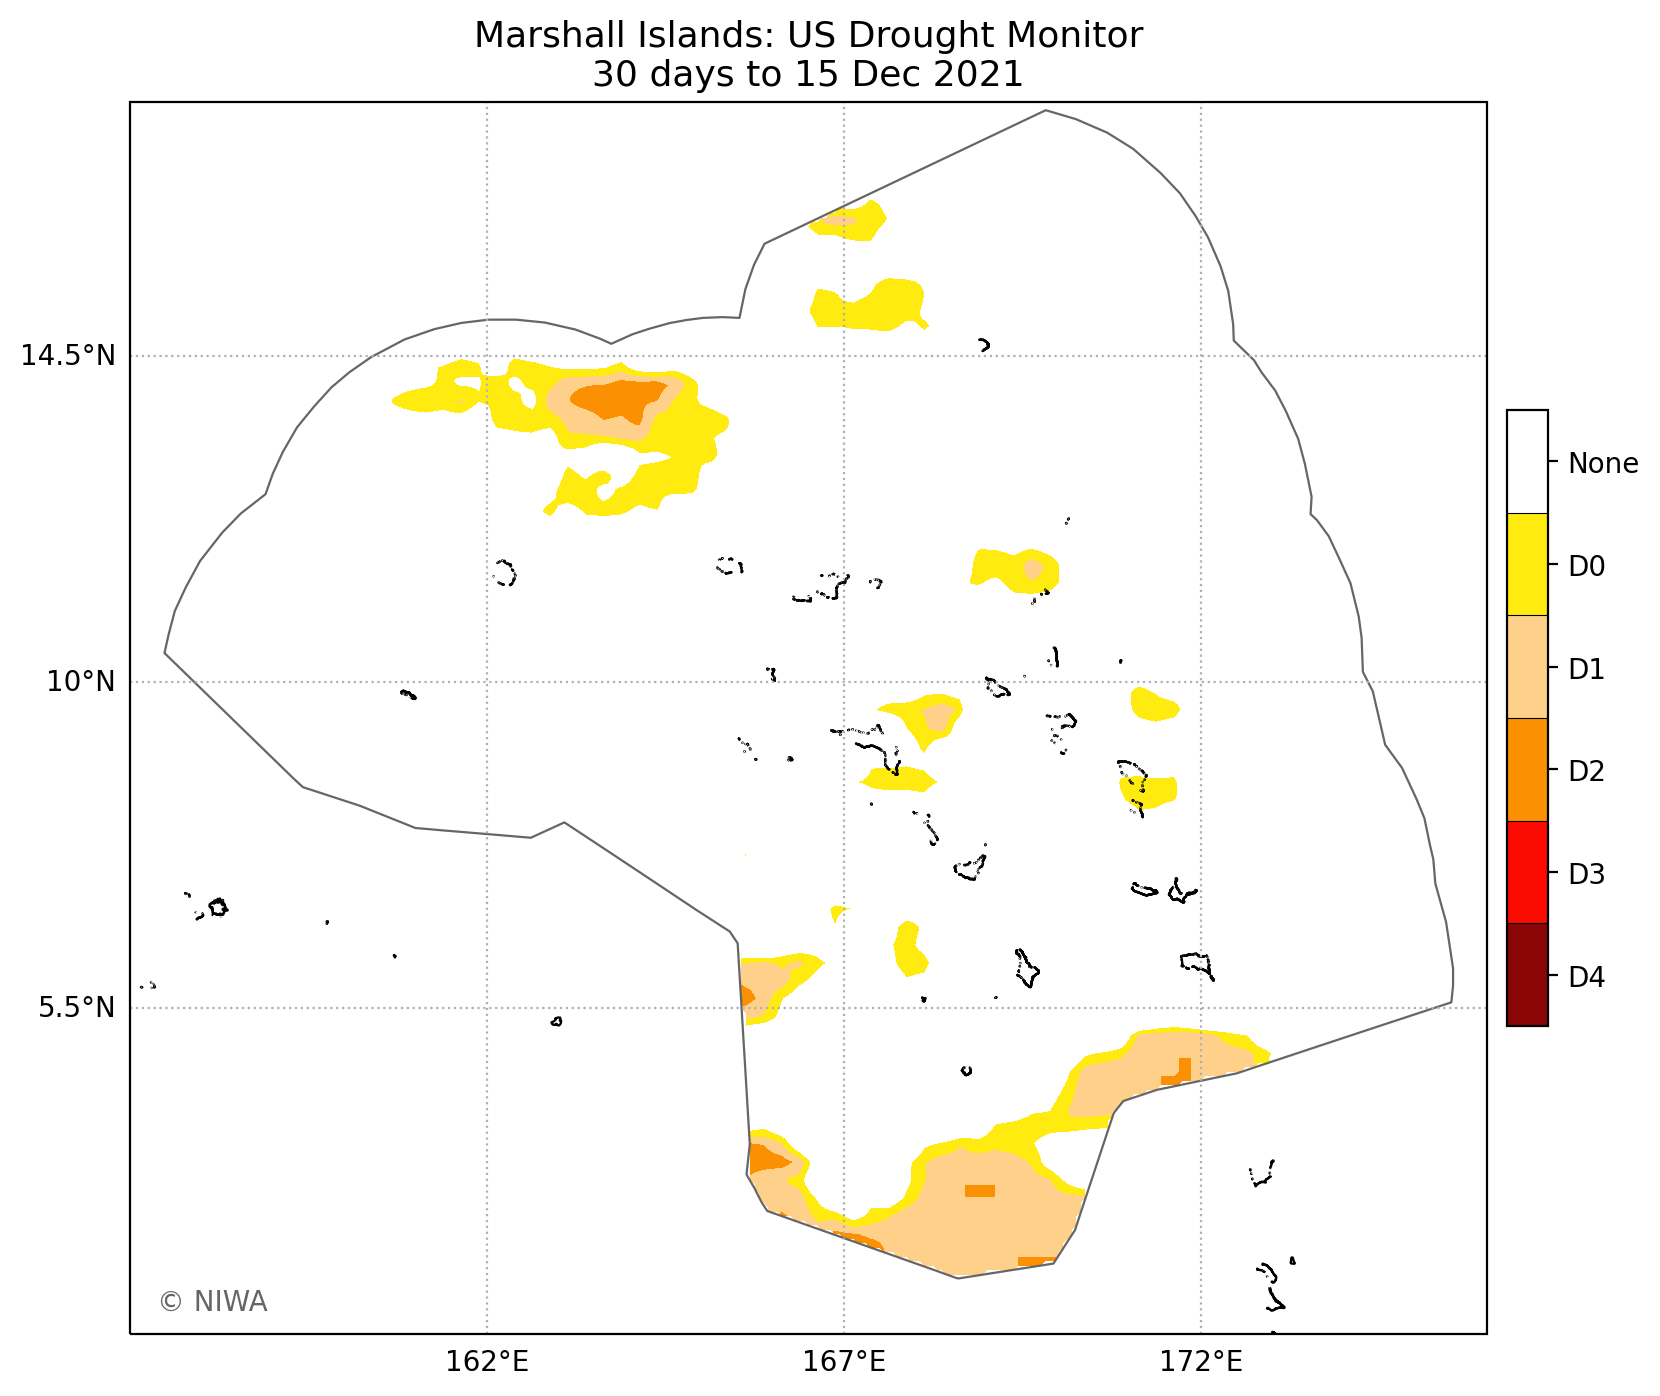 Marshall Islands: US Drought Monitor
30 days to 15 Dec 2021
14.5°N
10°N
5.5°N
162°E
167°E
172°E
None
D0
D1
D2
D3
D4
© NIWA